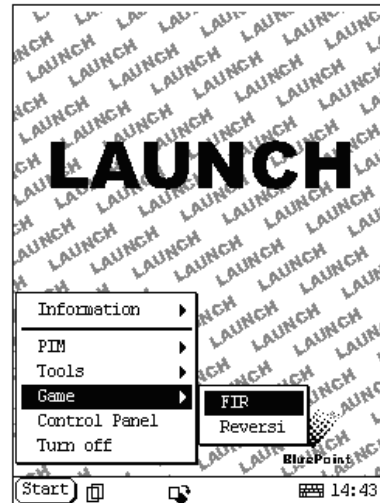 LAUNCH
Information
PIM
Tools
Game
Control Panel
Turn off
FIR
Reversi
BluePoint
Start
14:43